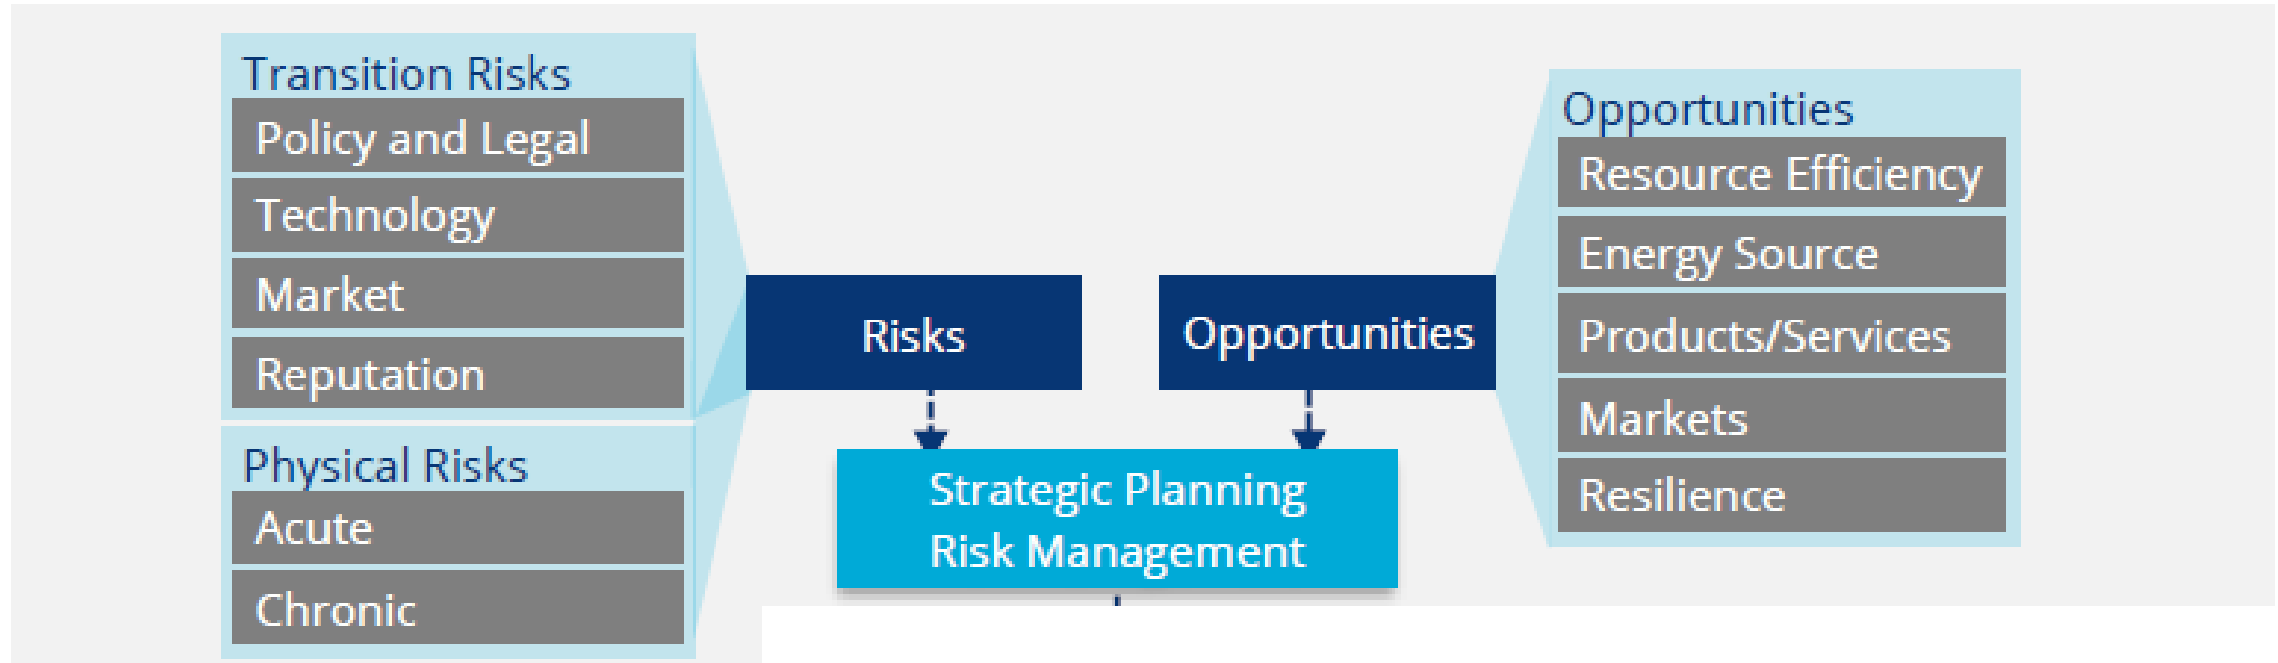 Transition Risks
Policy and Legal
Technology
Market
Reputation
Physical Risks
Acute
Chronic
Risks
Opportunities
Strategic Planning
Risk Management
Opportunities
Resource Efficiency
Energy Source
Products/Services
Markets
Resilience